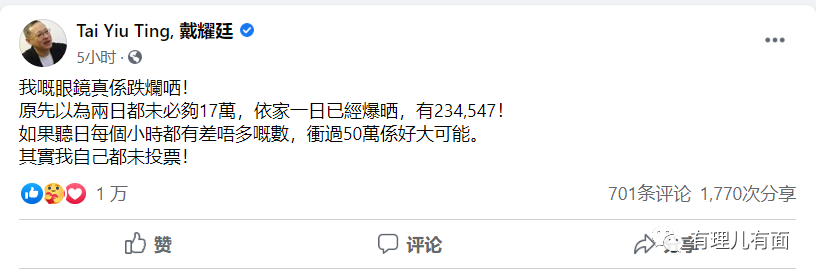 Tai Yiu Ting, 戴耀廷
5小时 ·
我嘅眼鏡真係跌爛哂！
原先以為兩日都未必夠17萬，依家一日已經爆晒，有234,547！
如果聽日每個小時都有差唔多嘅數，衝過50萬係好大可能。
其實我自己都未投票！
1 万 701条评论 1,770次分享
赞 评论 分享
有理儿有面